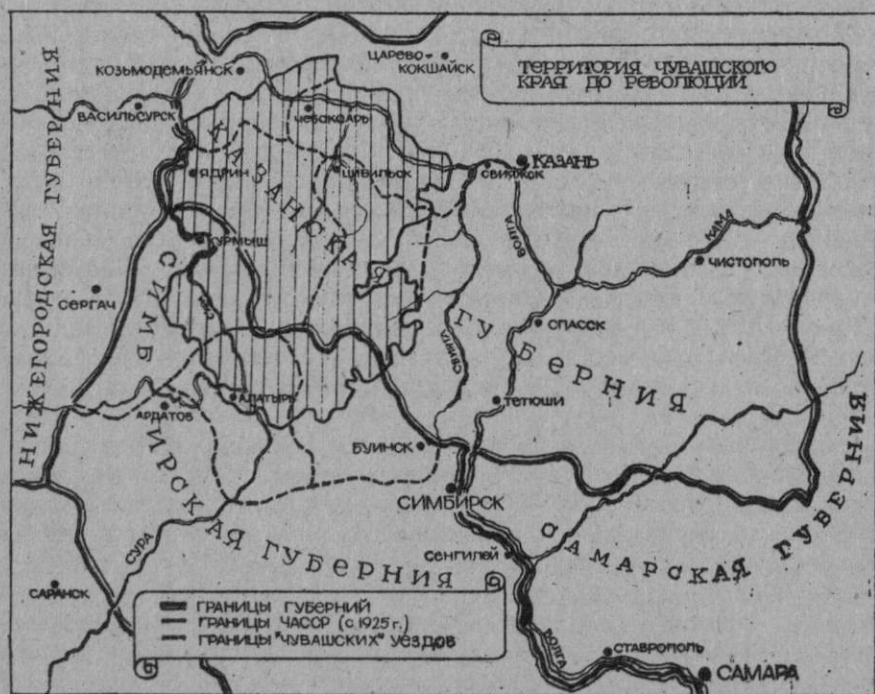 ТЕРРИТОРИЯ ЧУВАШСКОГО
КРАЯ ДО РЕВОЛЮЦИИ
ЦАРЕВО-
КОКШАЙСК
КОЗЬМОДЕМЬЯНСК
ВАСИЛЬСУРСК
ЧЕБОКСАРЫ
ЯДРИН
ЦИВИЛЬСК
СВИЯЖСК
КАЗАНЬ
КУРМЫШ
СЕРГАЧ
ВОЛГА
КАМА
ЧИСТОПОЛЬ
СПАССК
СУРА
СВИЯГА
ТЕТЮШИ
АРДАТОВ
АЛАТЫРЬ
БУИНСК
СИМБИРСК
СЕНГИЛЕЙ
СУРА
САРАНСК
ВОЛГА
СТАВРОПОЛЬ
САМАРА
НИЖЕГОРОДСКАЯ ГУБЕРНИЯ
КАЗАНСКАЯ ГУБЕРНИЯ
СИМБИРСКАЯ ГУБЕРНИЯ
САМАРСКАЯ ГУБЕРНИЯ
ГРАНИЦЫ ГУБЕРНИЙ
ГРАНИЦЫ ЧАССР (с 1925 г.)
ГРАНИЦЫ "ЧУВАШСКИХ" УЕЗДОВ